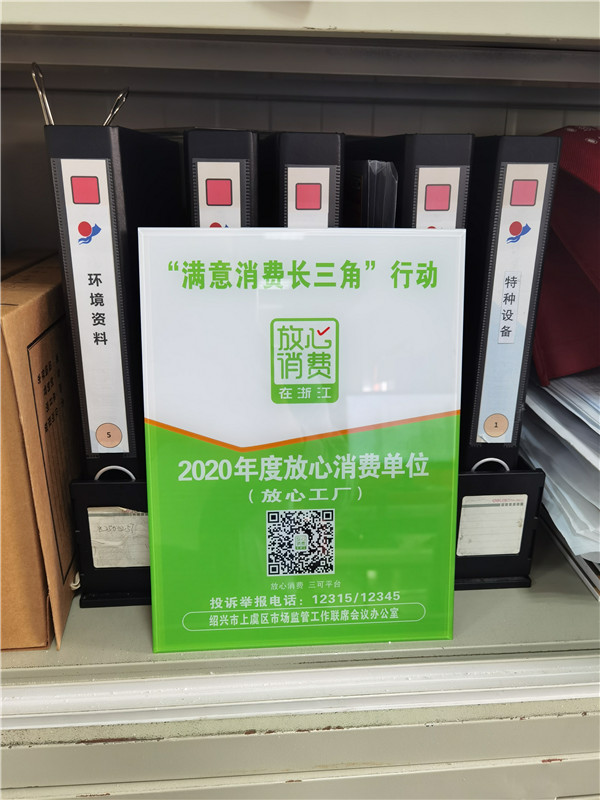 “满意消费长三角”行动
放心
消费
在浙江
2020年度放心消费单位
（放心工厂）
放心消费 三可平台
投诉举报电话：12315/12345
绍兴市上虞区市场监管工作联席会议办公室
环境资料
5
特种设备
1